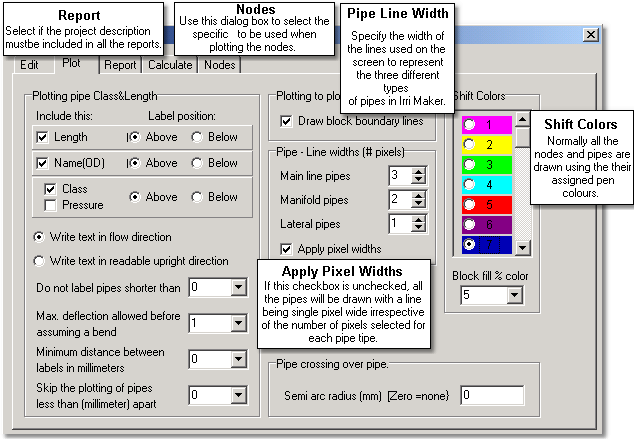 Report
Select if the project description
mustbe included in all the reports.
Nodes
Use this dialog box to select the
specific to be used when
plotting the nodes.
Pipe Line Width
Specify the width of
the lines used on the
screen to represent
the three different
types
of pipes in Irri Maker.
Edit
Plot
Report
Calculate
Nodes
Plotting pipe Class&Length
Include this:
Label position:
Length
Above
Below
Name(OD)
Above
Below
Class
Pressure
Above
Below
Write text in flow direction
Write text in readable upright direction
Do not label pipes shorter than
0
Max. deflection allowed before
assuming a bend
1
Minimum distance between
labels in millimeters
0
Skip the plotting of pipes
less than (millimeter) apart
0
Plotting to plo
Draw block boundary lines
Pipe - Line widths (# pixels)
Main line pipes
3
Manifold pipes
2
Lateral pipes
1
Apply pixel widths
Apply Pixel Widths
If this checkbox is unchecked, all
the pipes will be drawn with a line
being single pixel wide irrespective
of the number of pixels selected for
each pipe tipe.
Pipe crossing over pipe.
Semi arc radius (mm) [Zero =none}
0
Shift Colors
1
2
3
4
5
6
7
Block fill % color
5
Shift Colors
Normally all the
nodes and pipes are
drawn using the their
assigned pen
colours.